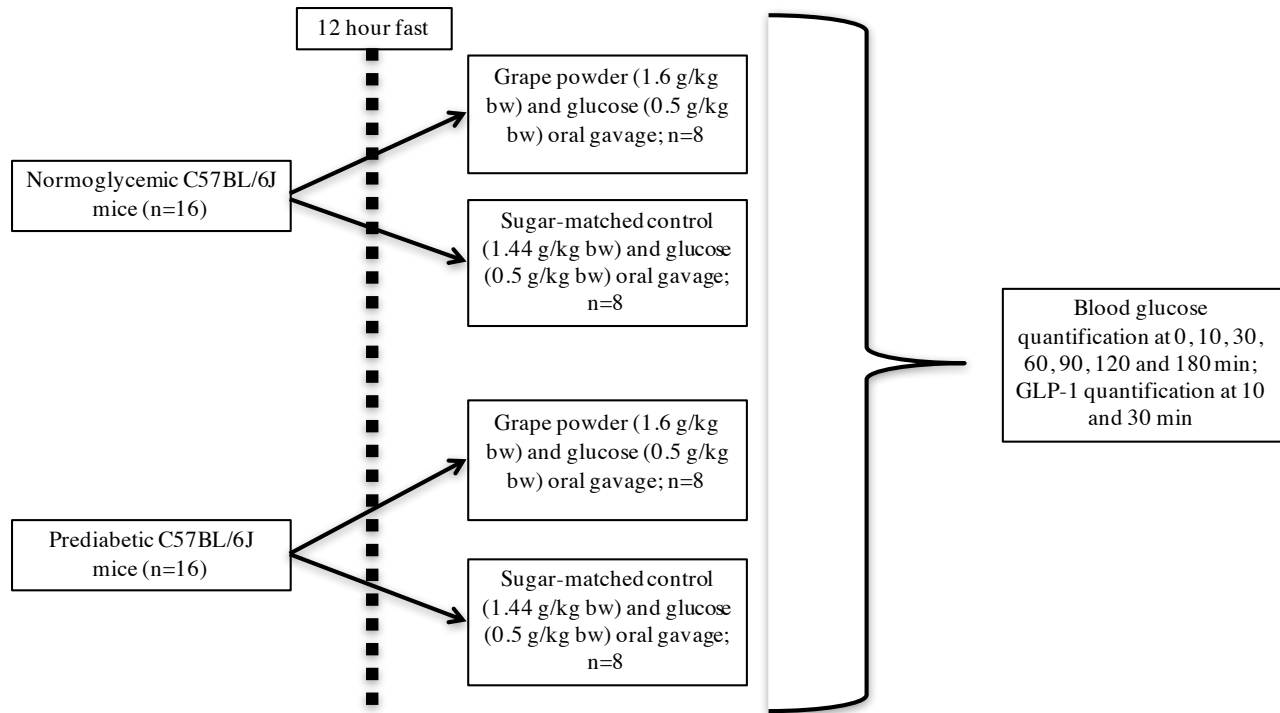 12 hour fast
Grape powder (1.6 g/kg
bw) and glucose (0.5 g/kg
bw) oral gavage; n=8
Normoglycemic C57BL/6J
mice (n=16)
Sugar-matched control
(1.44 g/kg bw) and glucose
(0.5 g/kg bw) oral gavage;
n=8
Blood glucose
quantification at 0, 10, 30,
60, 90, 120 and 180 min;
GLP-1 quantification at 10
and 30 min
Grape powder (1.6 g/kg
bw) and glucose (0.5 g/kg
bw) oral gavage; n=8
Prediabetic C57BL/6J
mice (n=16)
Sugar-matched control
(1.44 g/kg bw) and glucose
(0.5 g/kg bw) oral gavage;
n=8